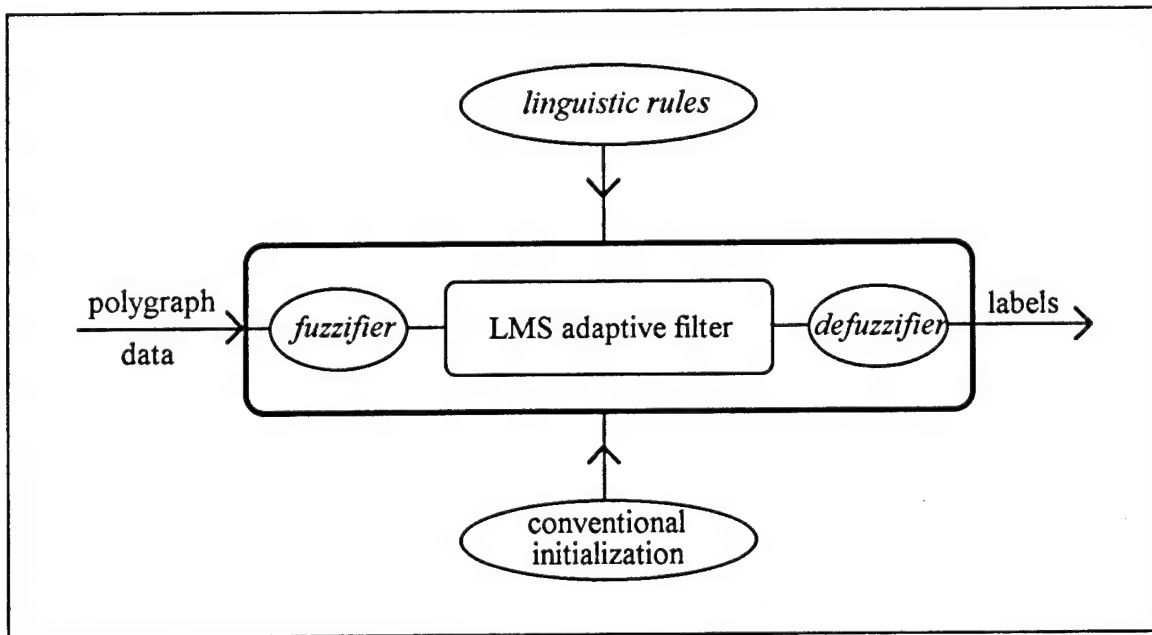 linguistic rules
polygraph
data
fuzzifier
LMS adaptive filter
defuzzifier
labels
conventional
initialization